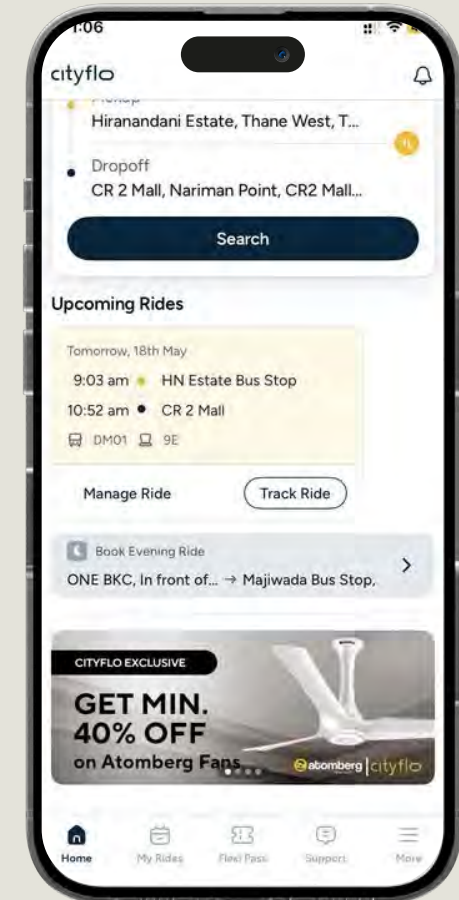 1:06
cityflo
Pickup
Hiranandani Estate, Thane West, T...
Dropoff
CR 2 Mall, Nariman Point, CR2 Mall...
Search
Upcoming Rides
Tomorrow, 18th May
9:03 am HN Estate Bus Stop
10:52 am CR 2 Mall
DM01 9E
Manage Ride Track Ride
Book Evening Ride
ONE BKC, In front of... → Majiwada Bus Stop,
CITYFLO EXCLUSIVE
GET MIN.
40% OFF
on Atomberg Fans
atomberg | cityflo
Home My Rides Flexi Pass Support More